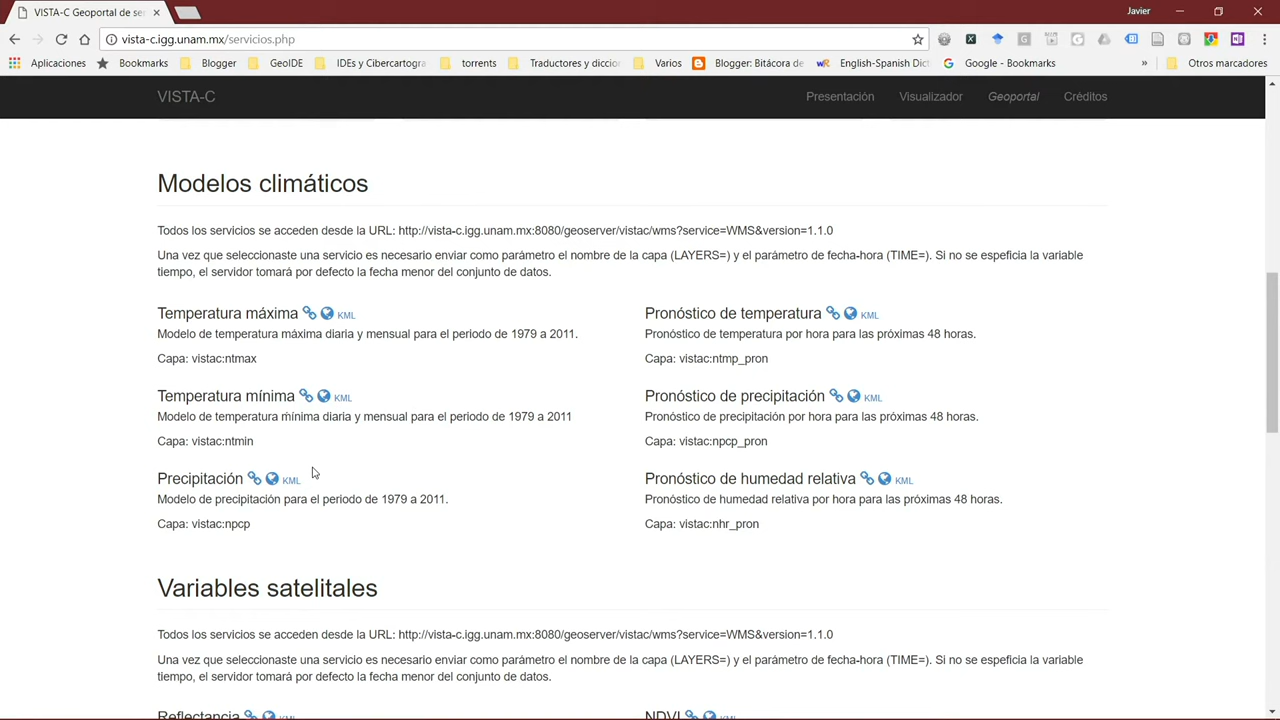 VISTA-C Geoportal de ser
Javier
vista-c.igg.unam.mx/servicios.php
Aplicaciones
Bookmarks
Blogger
GeoIDE
IDEs y Cibercartogra
torrents
Traductores y diccior
Varios
Blogger: Bitácora de
English-Spanish Dict
Google - Bookmarks
»
Otros marcadores
VISTA-C
Presentación
Visualizador
Geoportal
Créditos
Modelos climáticos
Todos los servicios se acceden desde la URL: http://vista-c.igg.unam.mx:8080/geoserver/vistac/wms?service=WMS&version=1.1.0
Una vez que seleccionaste una servicio es necesario enviar como parámetro el nombre de la capa (LAYERS=) y el parámetro de fecha-hora (TIME=). Si no se espeficia la variable
tiempo, el servidor tomará por defecto la fecha menor del conjunto de datos.
Temperatura máxima KML
Modelo de temperatura máxima diaria y mensual para el periodo de 1979 a 2011.
Capa: vistac:ntmax
Temperatura mínima KML
Modelo de temperatura mínima diaria y mensual para el periodo de 1979 a 2011
Capa: vistac:ntmin
Precipitación KML
Modelo de precipitación para el periodo de 1979 a 2011.
Capa: vistac:npcp
Pronóstico de temperatura KML
Pronóstico de temperatura por hora para las próximas 48 horas.
Capa: vistac:ntmp_pron
Pronóstico de precipitación KML
Pronóstico de precipitación por hora para las próximas 48 horas.
Capa: vistac:npcp_pron
Pronóstico de humedad relativa KML
Pronóstico de humedad relativa por hora para las próximas 48 horas.
Capa: vistac:nhr_pron
Variables satelitales
Todos los servicios se acceden desde la URL: http://vista-c.igg.unam.mx:8080/geoserver/vistac/wms?service=WMS&version=1.1.0
Una vez que seleccionaste una servicio es necesario enviar como parámetro el nombre de la capa (LAYERS=) y el parámetro de fecha-hora (TIME=). Si no se espeficia la variable
tiempo, el servidor tomará por defecto la fecha menor del conjunto de datos.
Reflectancia KML
NDVI KML